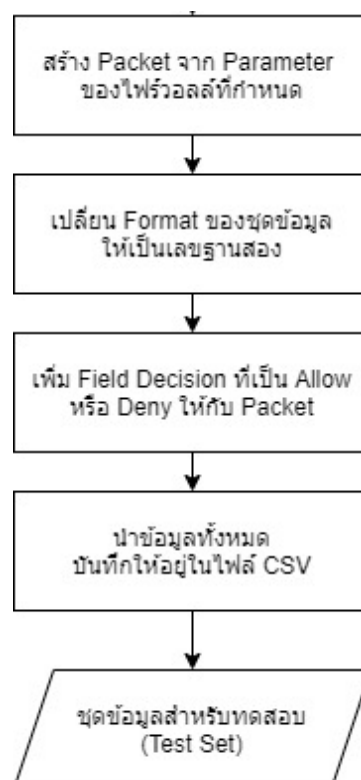 สร้าง Packet จาก Parameter
ของไฟร์วอลล์ที่กำหนด
เปลี่ยน Format ของชุดข้อมูล
ให้เป็นเลขฐานสอง
เพิ่ม Field Decision ที่เป็น Allow
หรือ Deny ให้กับ Packet
นำข้อมูลทั้งหมด
บันทึกให้อยู่ในไฟล์ CSV
ชุดข้อมูลสำหรับทดสอบ
(Test Set)